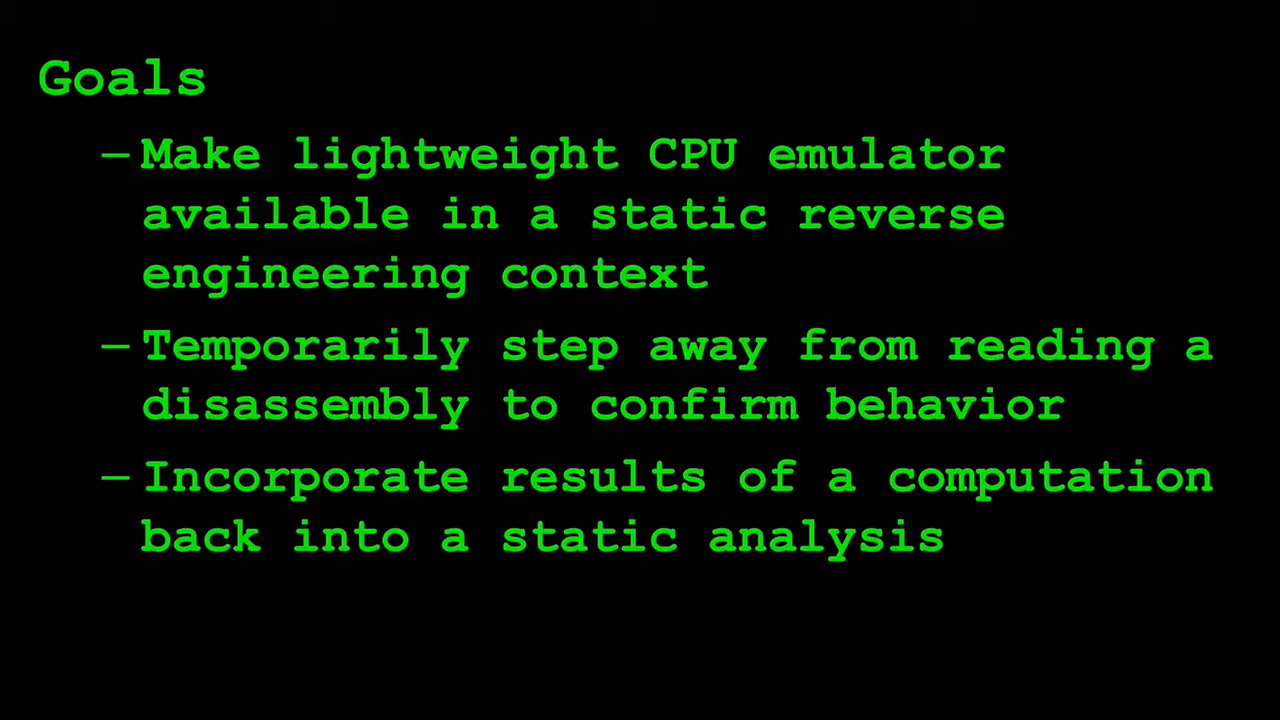 Goals
– Make lightweight CPU emulator
available in a static reverse
engineering context
– Temporarily step away from reading a
disassembly to confirm behavior
– Incorporate results of a computation
back into a static analysis